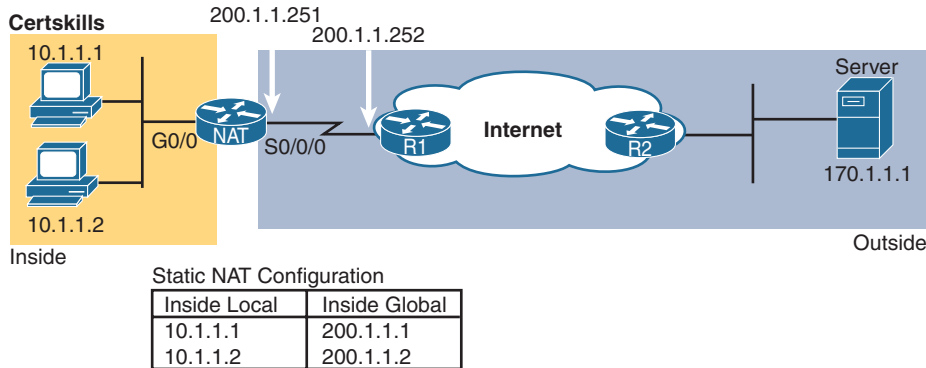 200.1.1.251
Certskills
200.1.1.252
10.1.1.1
Server
Internet
NAT
G0/0
S0/0/0
R1
R2
170.1.1.1
10.1.1.2
Inside
Outside
Static NAT Configuration
Inside Local Inside Global
10.1.1.1 200.1.1.1
10.1.1.2 200.1.1.2